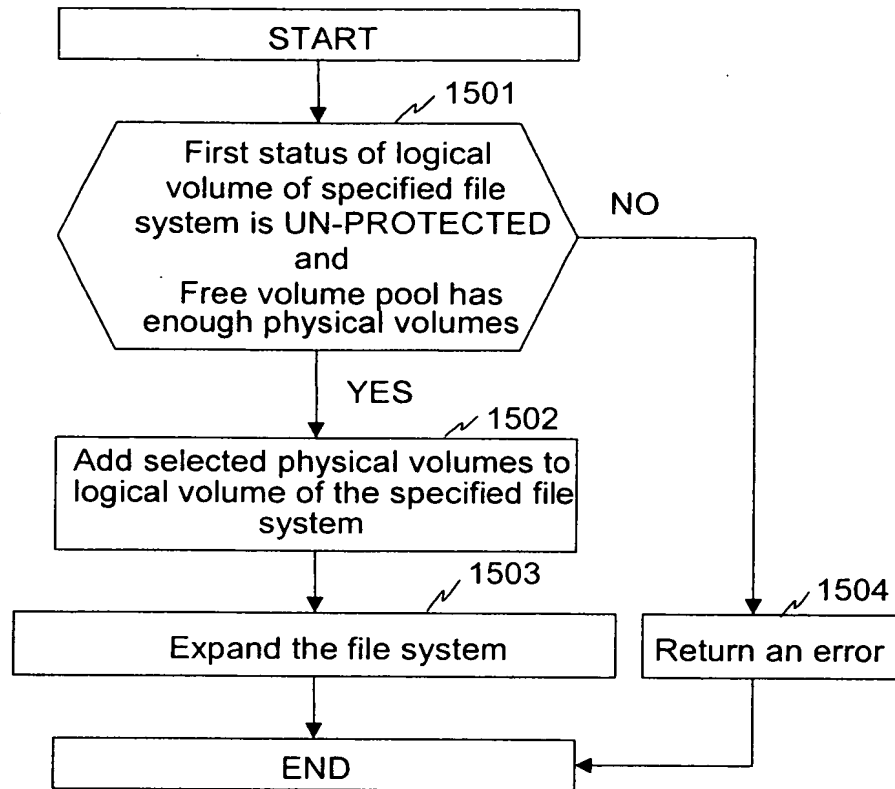 START
1501
First status of logical
volume of specified file
system is UN-PROTECTED
and
Free volume pool has
enough physical volumes
NO
YES
1502
Add selected physical volumes to
logical volume of the specified file
system
1503
Expand the file system
1504
Return an error
END